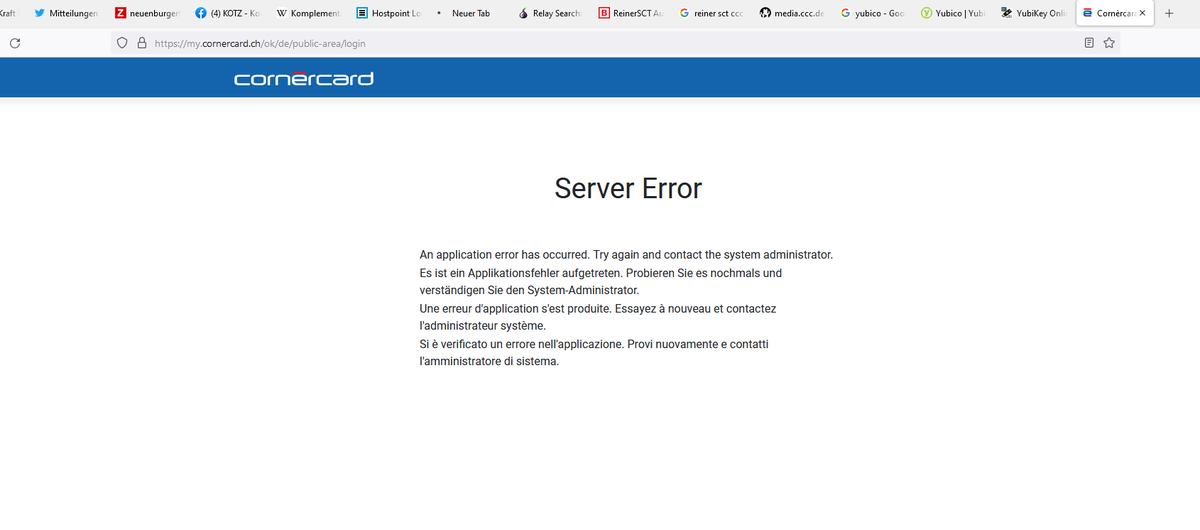 Kraft
Mitteilungen
neuenburger
(4) KOTZ - Ko
Komplement
Hostpoint Lo
Neuer Tab
Relay Search
ReinerSCT Au
reiner sct ccc
media.ccc.de
yubico - Goo
Yubico | Yubi
YubiKey Onli
Cornèrcard
https://my.cornercard.ch/ok/de/public-area/login
cornèrcard
Server Error
An application error has occurred. Try again and contact the system administrator.
Es ist ein Applikationsfehler aufgetreten. Probieren Sie es nochmals und
verständigen Sie den System-Administrator.
Une erreur d'application s'est produite. Essayez à nouveau et contactez
l'administrateur système.
Si è verificato un errore nell'applicazione. Provi nuovamente e contatti
l'amministratore di sistema.